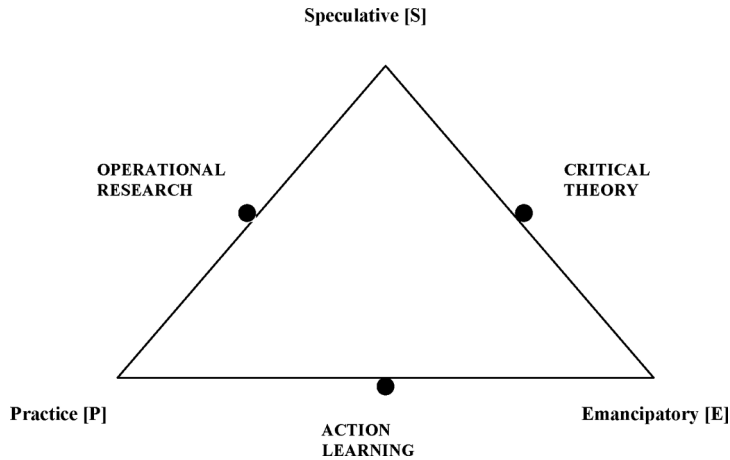 Speculative [S]
OPERATIONAL
RESEARCH
CRITICAL
THEORY
Practice [P]
Emancipatory [E]
ACTION
LEARNING